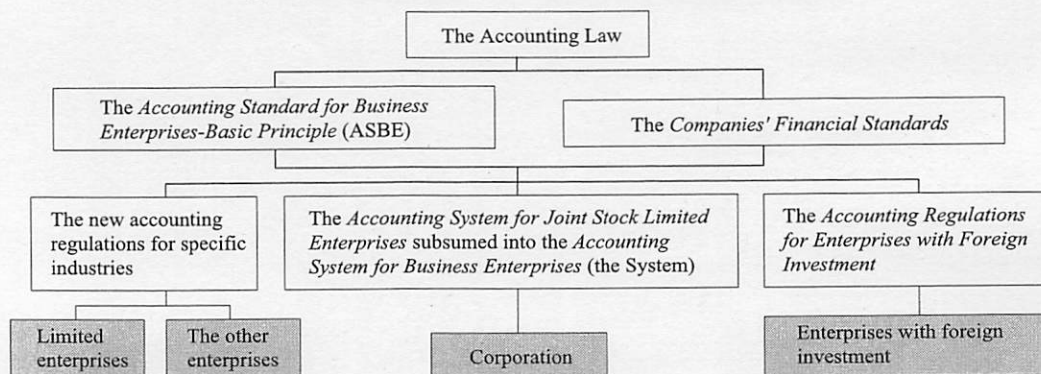 The Accounting Law
The Accounting Standard for Business
Enterprises-Basic Principle (ASBE)
The Companies' Financial Standards
The new accounting
regulations for specific
industries
The Accounting System for Joint Stock Limited
Enterprises subsumed into the Accounting
System for Business Enterprises (the System)
The Accounting Regulations
for Enterprises with Foreign
Investment
Limited
enterprises
The other
enterprises
Corporation
Enterprises with foreign
investment